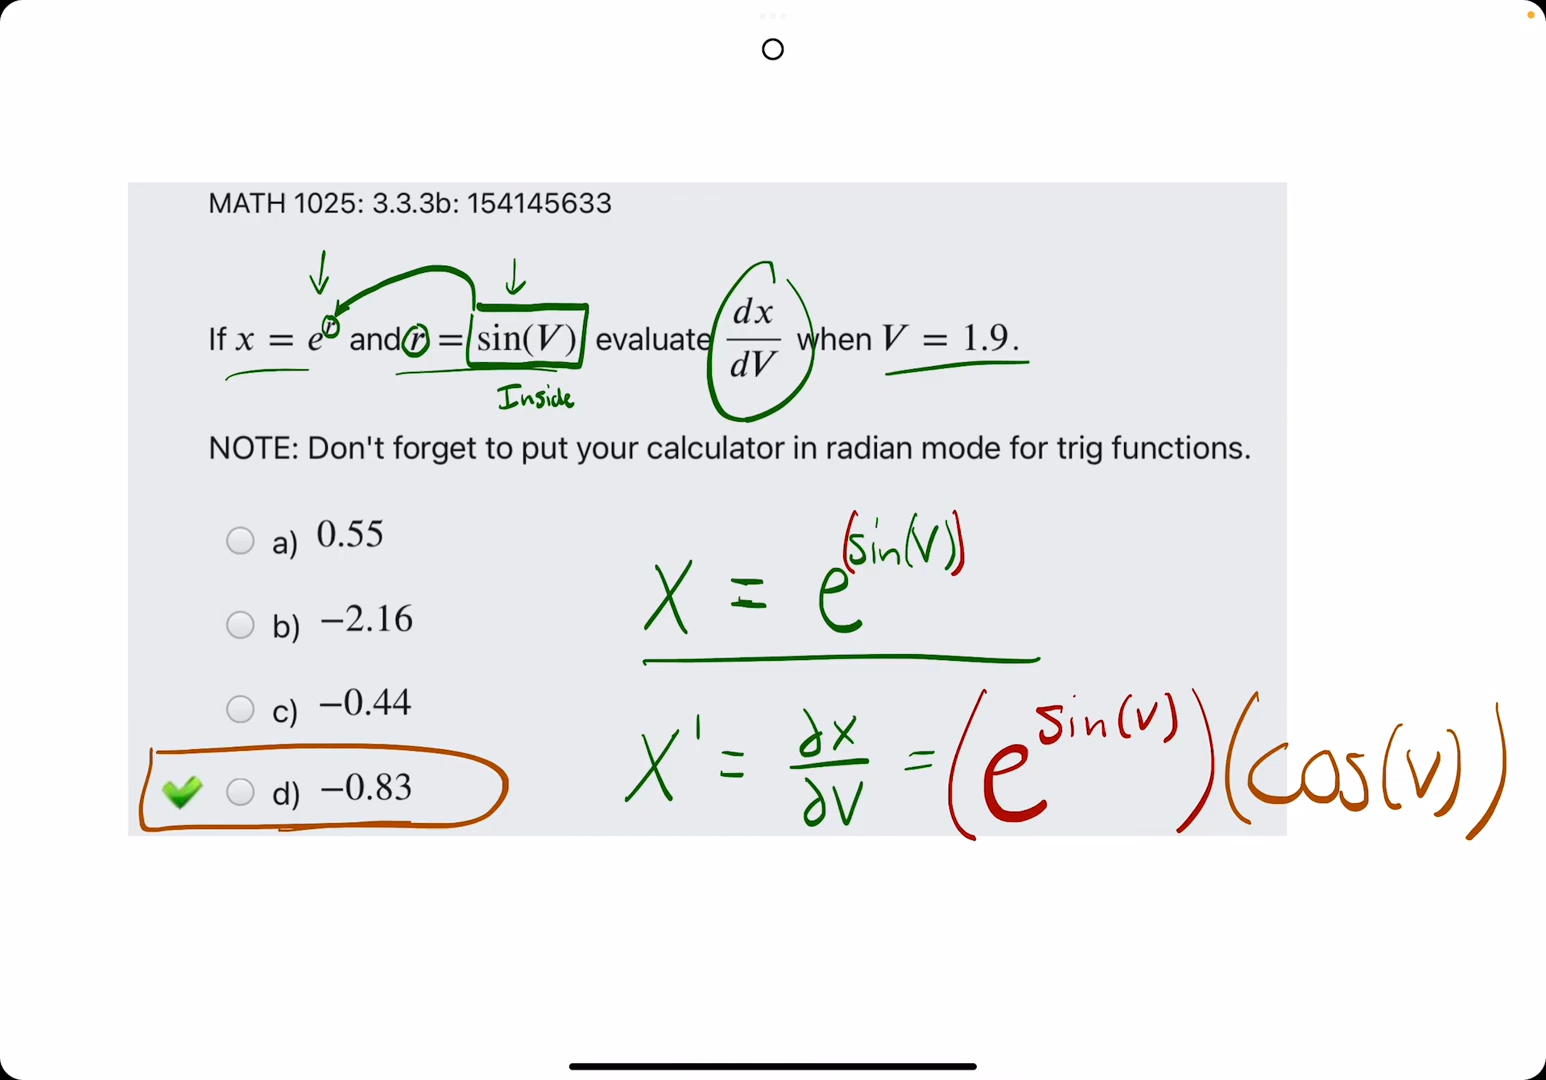 MATH 1025: 3.3.3b: 154145633
If x = e^r and r = sin(V) evaluate dx/dV when V = 1.9.
Inside
NOTE: Don't forget to put your calculator in radian mode for trig functions.
a) 0.55
b) −2.16
c) −0.44
d) −0.83
X = e^(sin(V))
X' = ∂x/∂V = (e^sin(V))(cos(V))